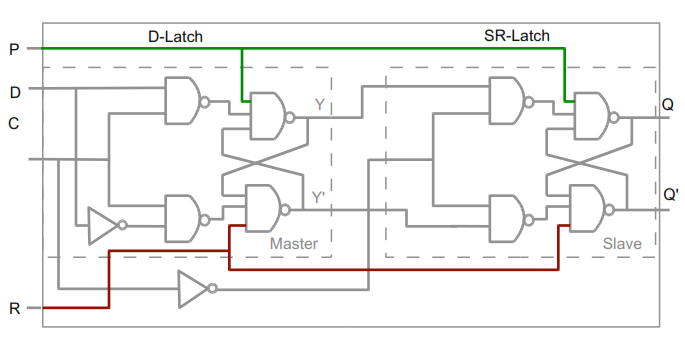 D-Latch
SR-Latch
P
D
C
Y
Q
Y'
Q'
Master
Slave
R